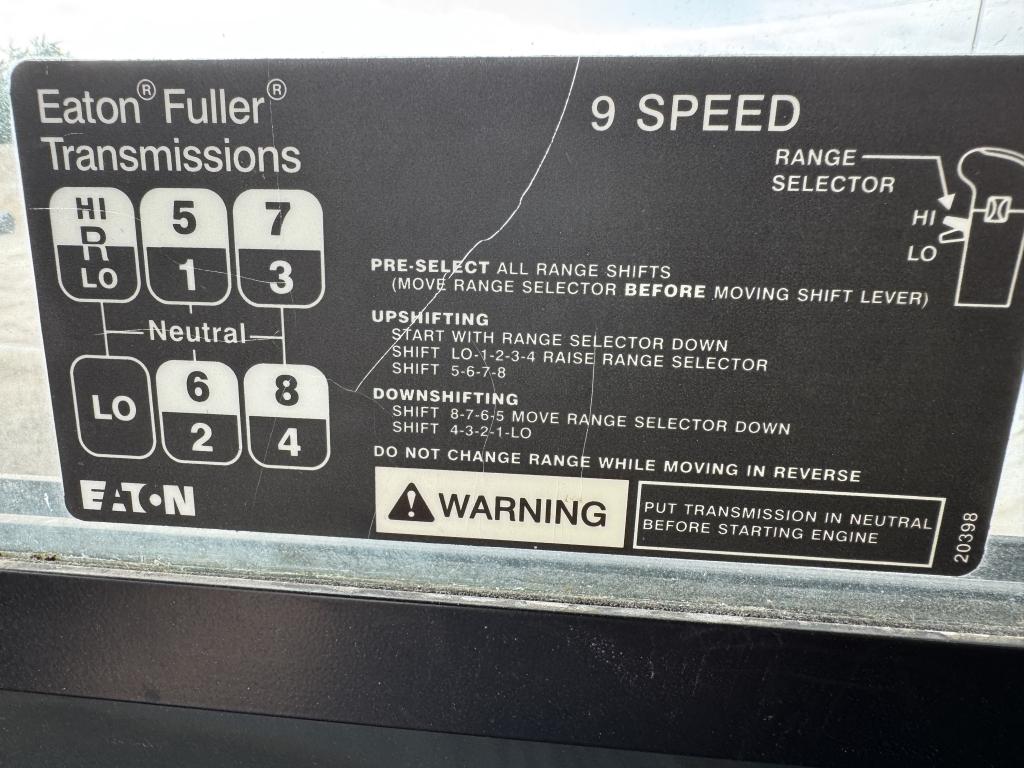 Eaton® Fuller®
Transmissions
9 SPEED
RANGE
SELECTOR
HI
LO
HI
R
LO
5
1
7
3
Neutral
LO
6
2
8
4
PRE-SELECT ALL RANGE SHIFTS
(MOVE RANGE SELECTOR BEFORE MOVING SHIFT LEVER)
UPSHIFTING
START WITH RANGE SELECTOR DOWN
SHIFT LO-1-2-3-4 RAISE RANGE SELECTOR
SHIFT 5-6-7-8
DOWNSHIFTING
SHIFT 8-7-6-5 MOVE RANGE SELECTOR DOWN
SHIFT 4-3-2-1-LO
DO NOT CHANGE RANGE WHILE MOVING IN REVERSE
EATON
WARNING
PUT TRANSMISSION IN NEUTRAL
BEFORE STARTING ENGINE
20398